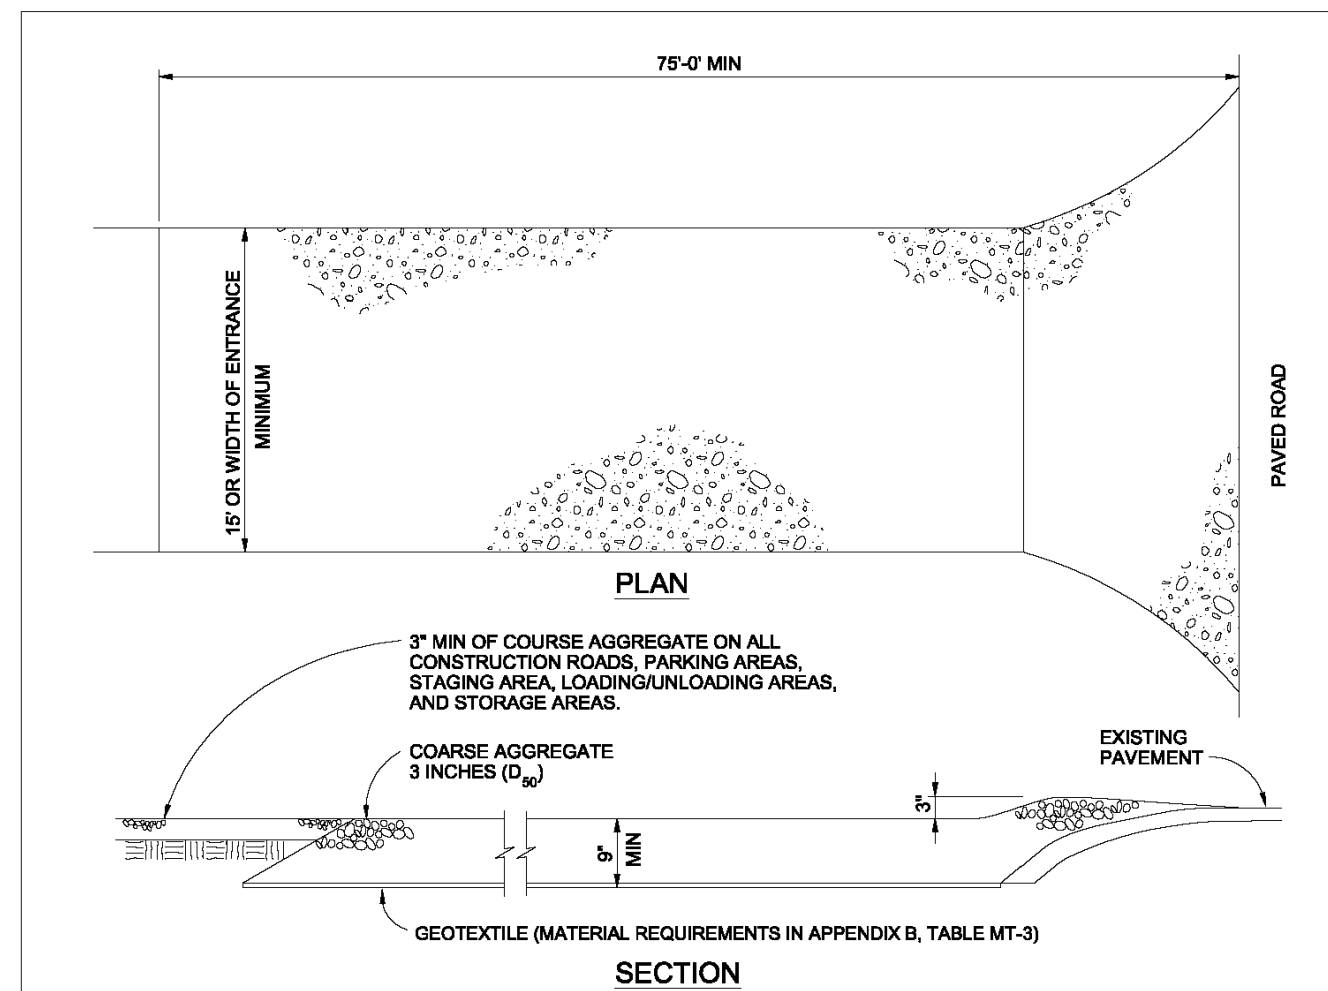 75'-0' MIN
15' OR WIDTH OF ENTRANCE
MINIMUM
PAVED ROAD
PLAN
3" MIN OF COURSE AGGREGATE ON ALL
CONSTRUCTION ROADS, PARKING AREAS,
STAGING AREA, LOADING/UNLOADING AREAS,
AND STORAGE AREAS.
COARSE AGGREGATE
3 INCHES (D50)
EXISTING
PAVEMENT
3"
9"
MIN
GEOTEXTILE (MATERIAL REQUIREMENTS IN APPENDIX B, TABLE MT-3)
SECTION